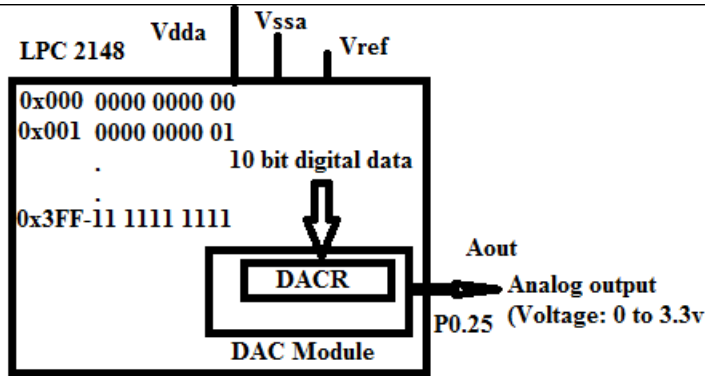 Vdda
Vssa
Vref
LPC 2148
0x000 0000 0000 00
0x001 0000 0000 01
.
.
10 bit digital data
0x3FF-11 1111 1111
DACR
DAC Module
Aout
Analog output
P0.25 (Voltage: 0 to 3.3v